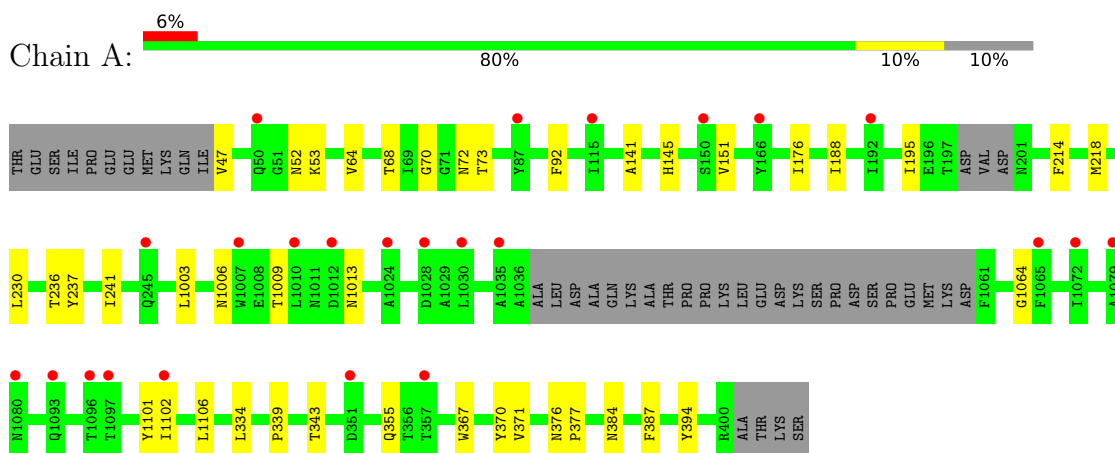 6%
Chain A:
80% 10% 10%
THR GLU SER ILE PRO GLU GLU MET LYS GLN ILE V47 Q50 G51 N52 K53 V64 T68 I69 G70 G71 N72 T73 Y87 F92 I115 A141 H145 S150 V151 Y166 I176 I188 I192 I195 E196 T197 ASP VAL ASP N201 F214 M218
L230 T236 Y237 I241 Q245 L1003 N1006 W1007 E1008 T1009 L1010 N1011 D1012 N1013 A1024 D1028 A1029 L1030 A1035 A1036 ALA LEU ASP ALA GLN LYS ALA THR PRO PRO LYS LEU GLU ASP LYS SER PRO ASP SER PRO GLU MET LYS ASP F1061 G1064 F1065 I1072 A1079
N1080 Q1093 T1096 T1097 Y1101 I1102 L1106 L334 P339 T343 D351 Q355 T356 T357 W367 Y370 V371 N376 P377 N384 F387 Y394 R400 ALA THR LYS SER